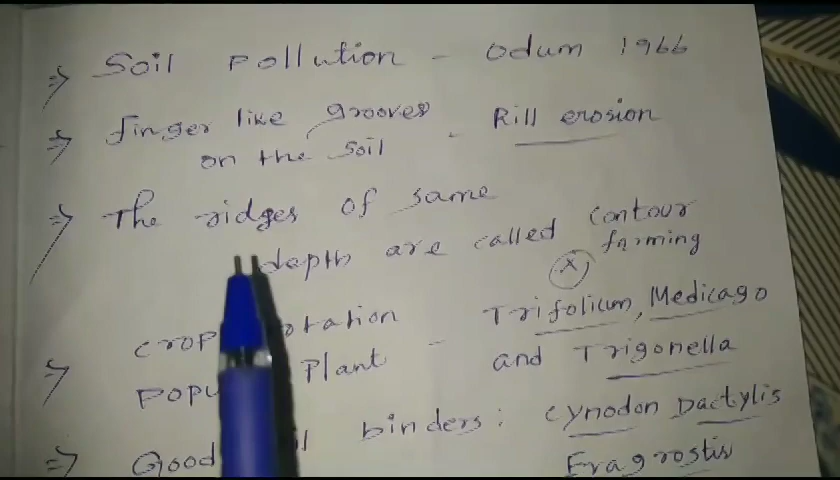 ⇒ Soil Pollution - Odum 1966
⇒ finger like grooves
on the soil - Rill erosion
⇒ The ridges of same
depth are called contour
farming
(x)
crop rotation - Trifolium, Medicago
⇒ Plant and Trigonella
⇒ Good binders: Cynodon Dactylis
Eragrostis